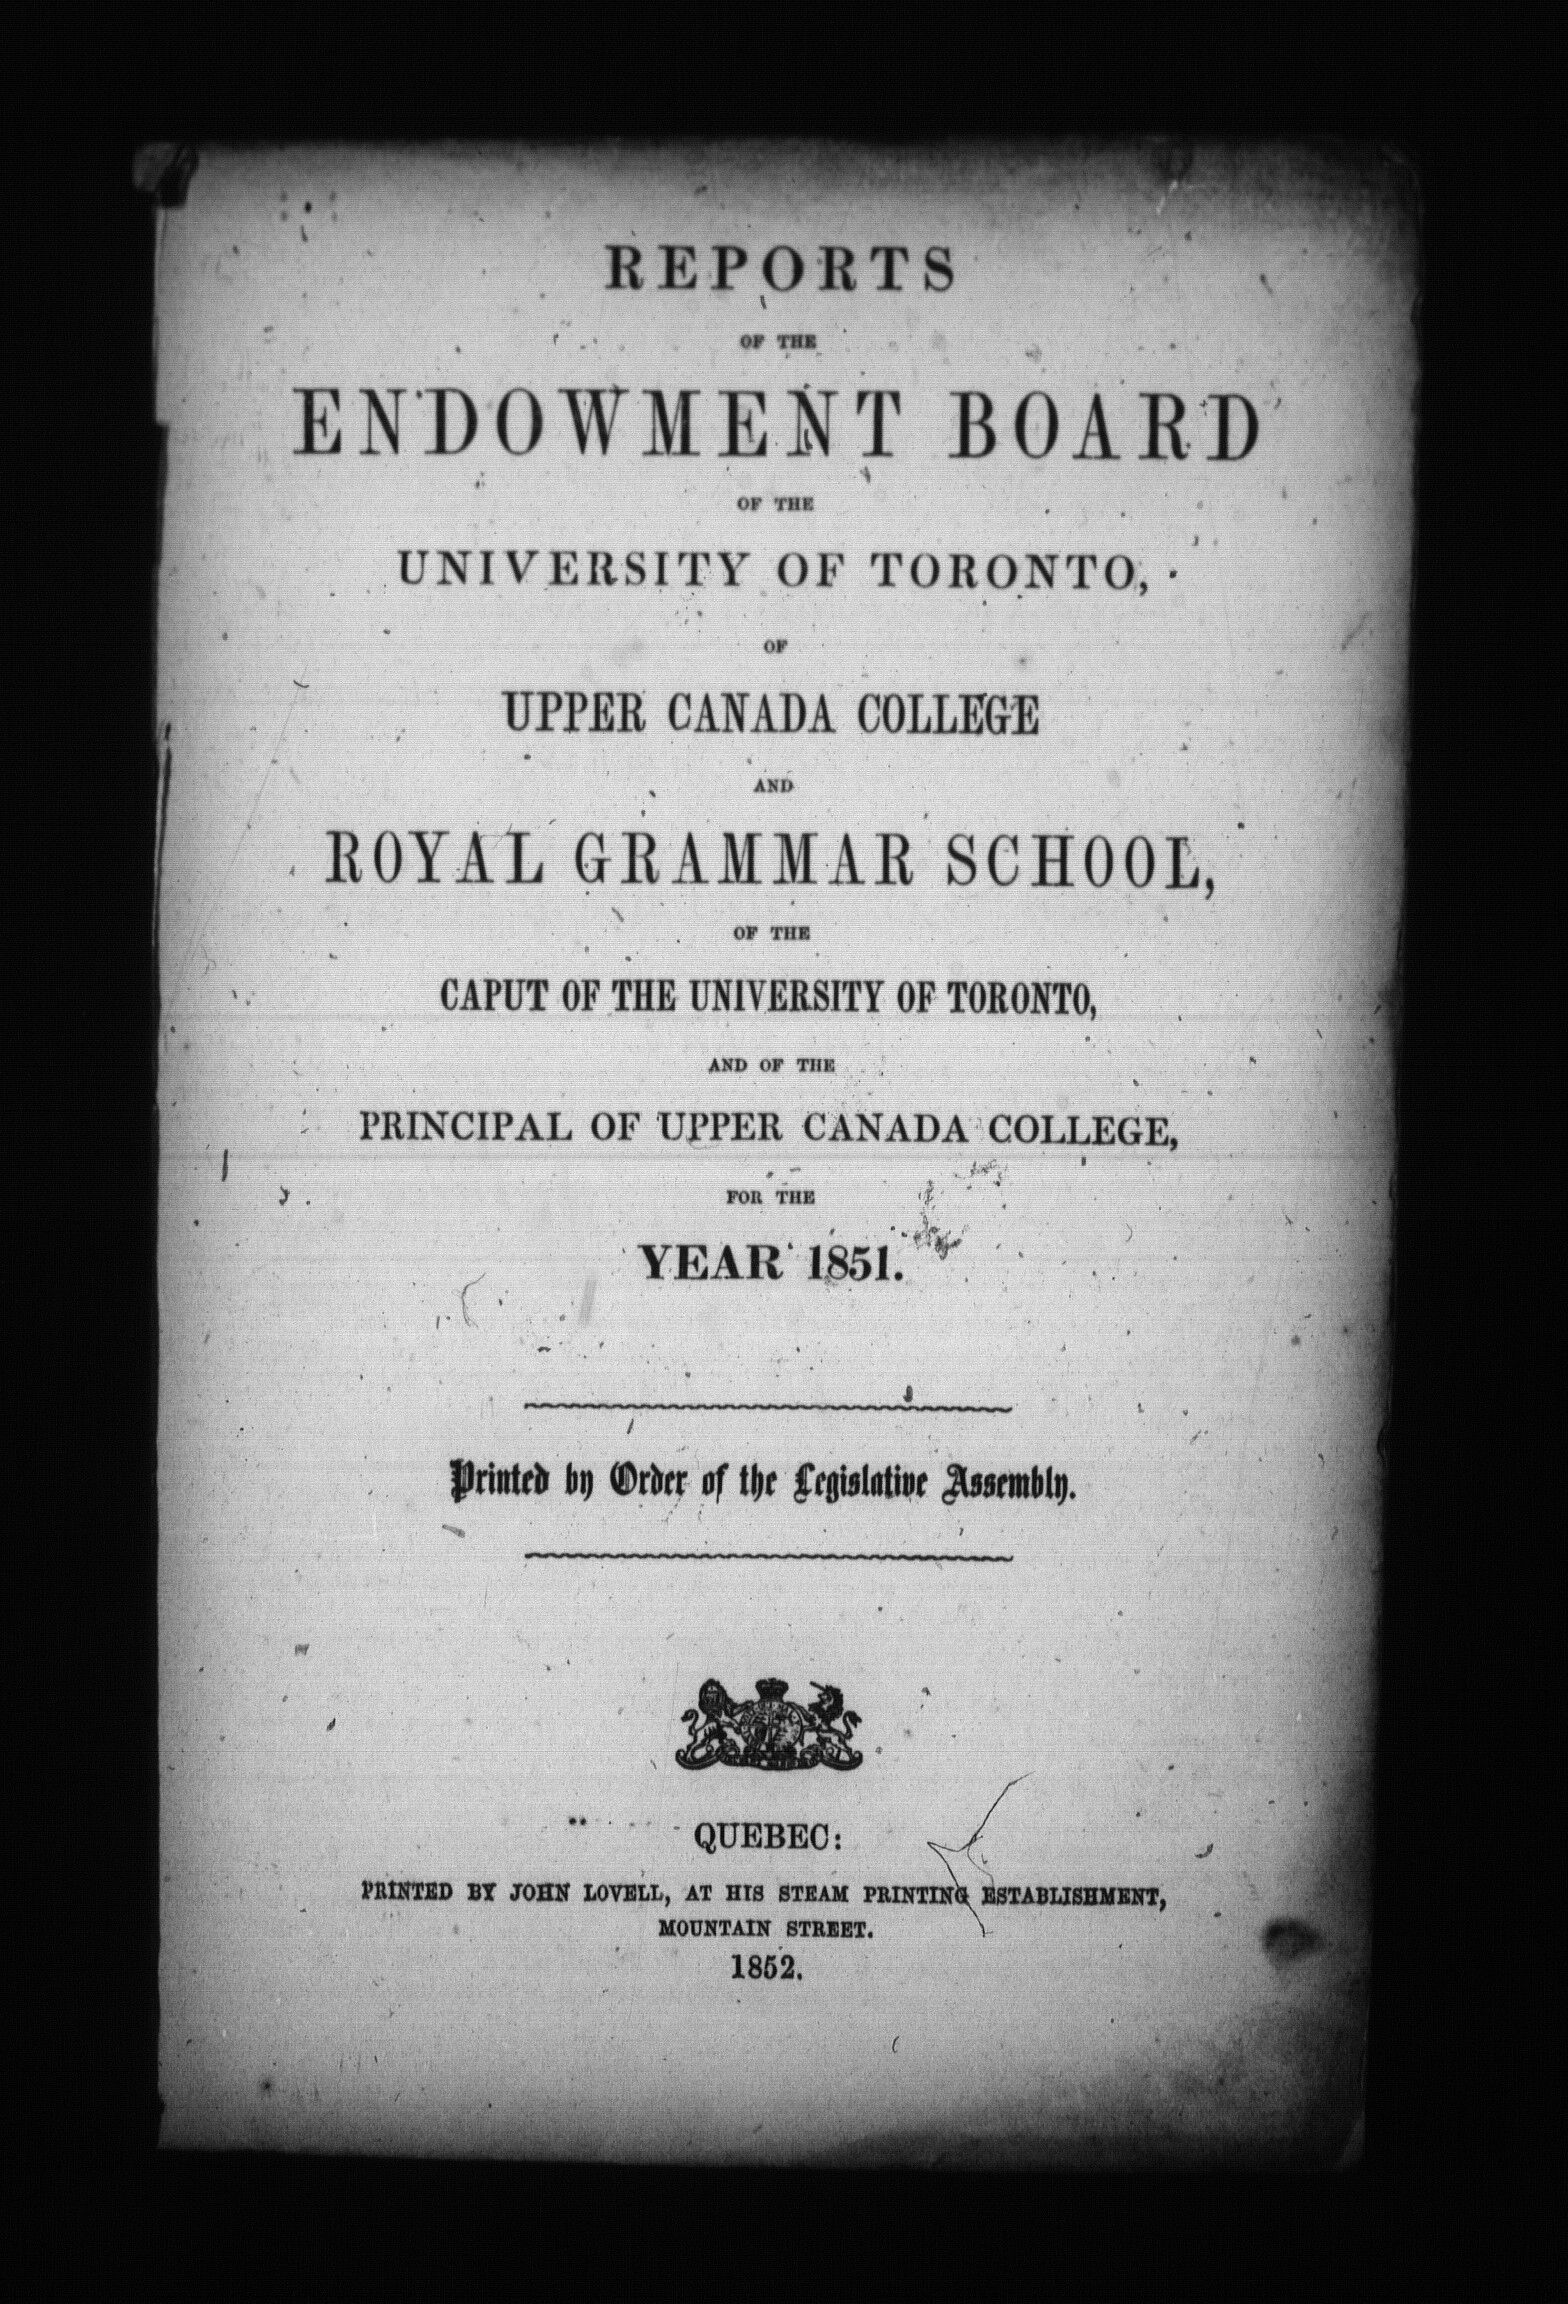 REPORTS
OF THE
ENDOWMENT BOARD
OF THE
UNIVERSITY OF TORONTO,
OF
UPPER CANADA COLLEGE
AND
ROYAL GRAMMAR SCHOOL,
OF THE
CAPUT OF THE UNIVERSITY OF TORONTO,
AND OF THE
PRINCIPAL OF UPPER CANADA COLLEGE,
FOR THE
YEAR 1851.
Printed by Order of the Legislative Assembly.
QUEBEC:
PRINTED BY JOHN LOVELL, AT HIS STEAM PRINTING ESTABLISHMENT,
MOUNTAIN STREET.
1852.